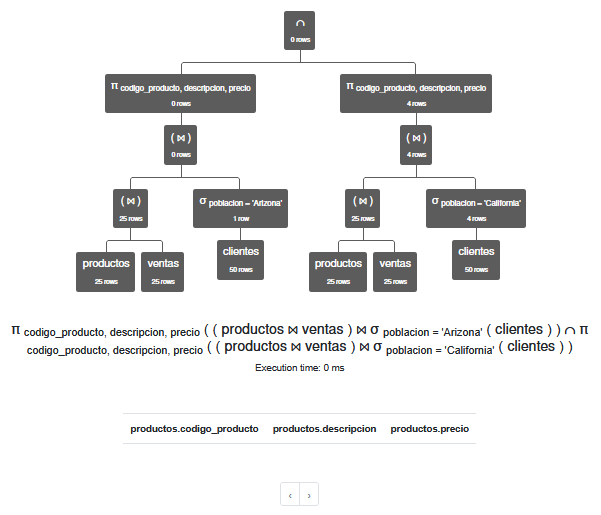 ∩
0 rows
π codigo_producto, descripcion, precio
0 rows
π codigo_producto, descripcion, precio
4 rows
( ⋈ )
0 rows
( ⋈ )
4 rows
( ⋈ )
25 rows
σ poblacion = 'Arizona'
1 row
( ⋈ )
25 rows
σ poblacion = 'California'
4 rows
productos
25 rows
ventas
25 rows
clientes
50 rows
productos
25 rows
ventas
25 rows
clientes
50 rows
π codigo_producto, descripcion, precio ( ( productos ⋈ ventas ) ⋈ σ poblacion = 'Arizona' ( clientes ) ) ∩ π
codigo_producto, descripcion, precio ( ( productos ⋈ ventas ) ⋈ σ poblacion = 'California' ( clientes ) )
Execution time: 0 ms
productos.codigo_producto productos.descripcion productos.precio
‹ ›